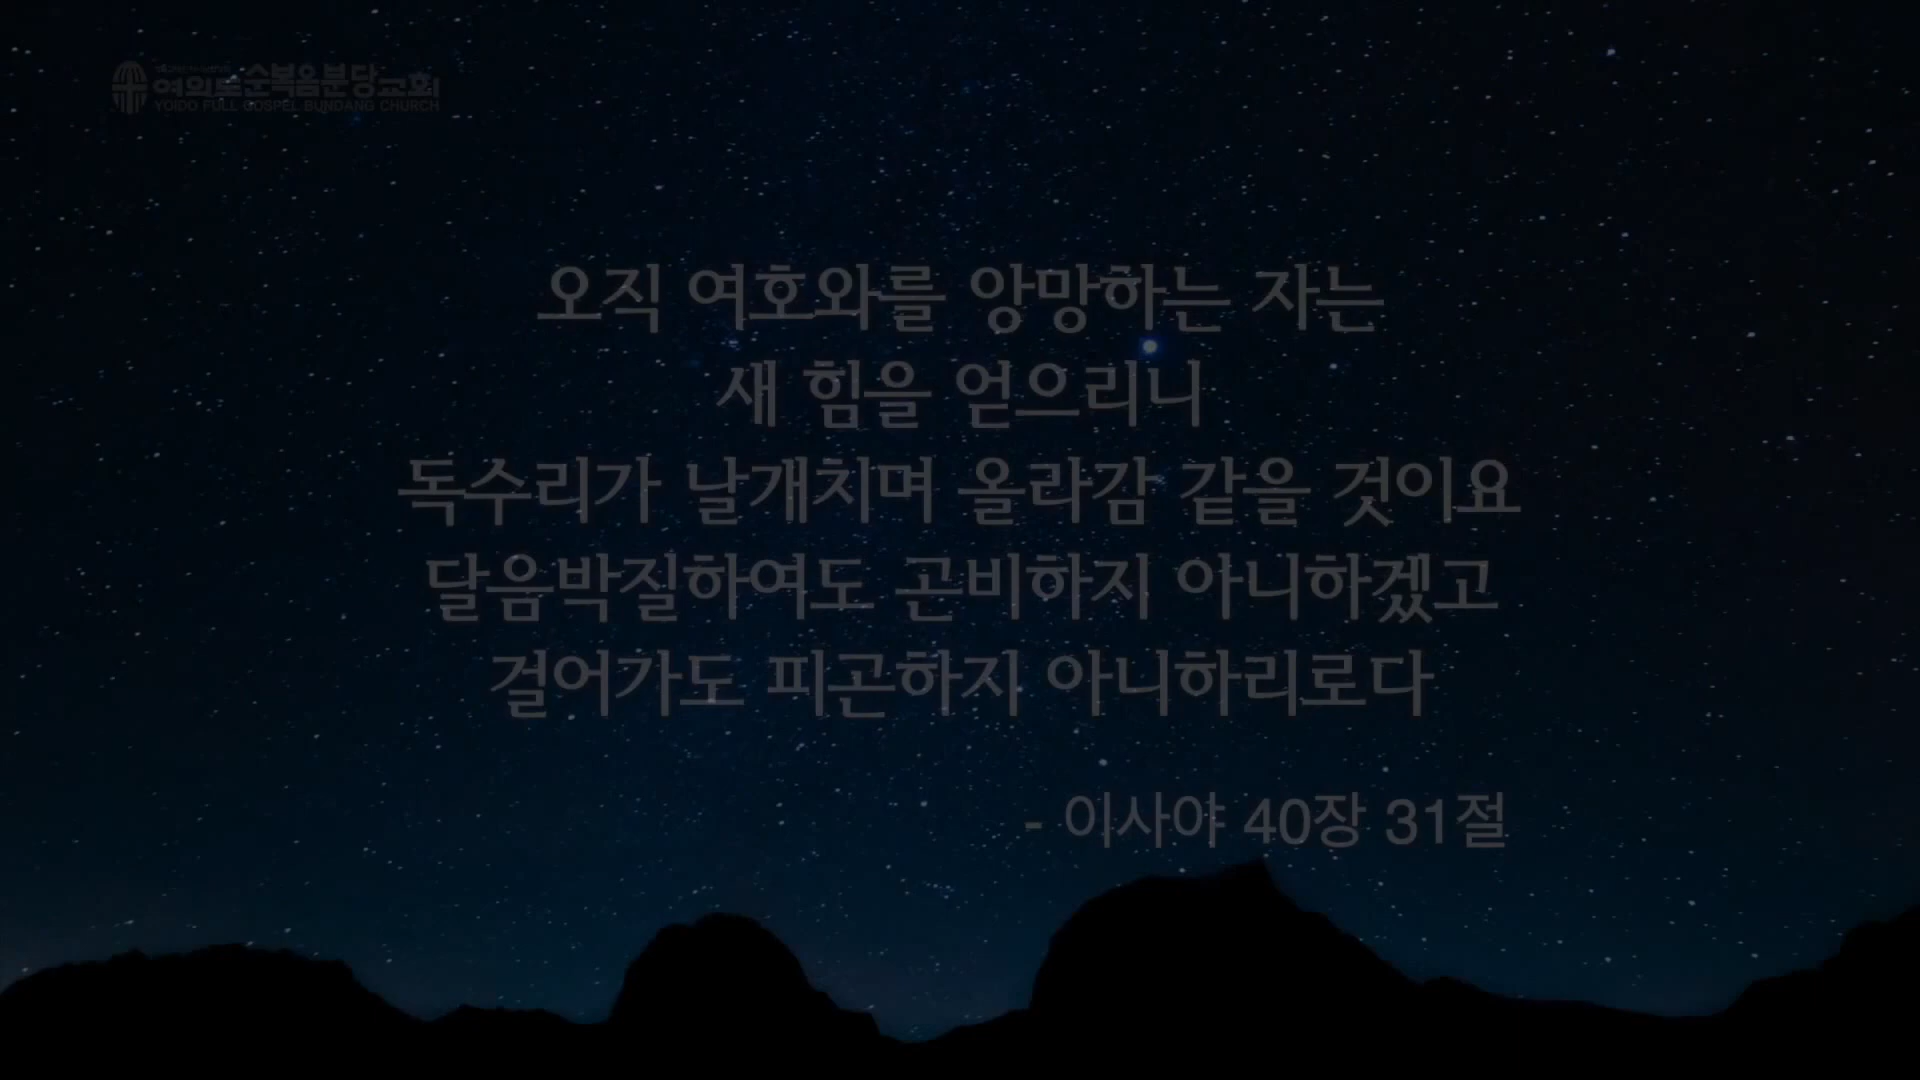 여의도순복음분당교회
YOIDO FULL GOSPEL BUNDANG CHURCH
오직 여호와를 앙망하는 자는
새 힘을 얻으리니
독수리가 날개치며 올라감 같을 것이요
달음박질하여도 곤비하지 아니하겠고
걸어가도 피곤하지 아니하리로다
- 이사야 40장 31절